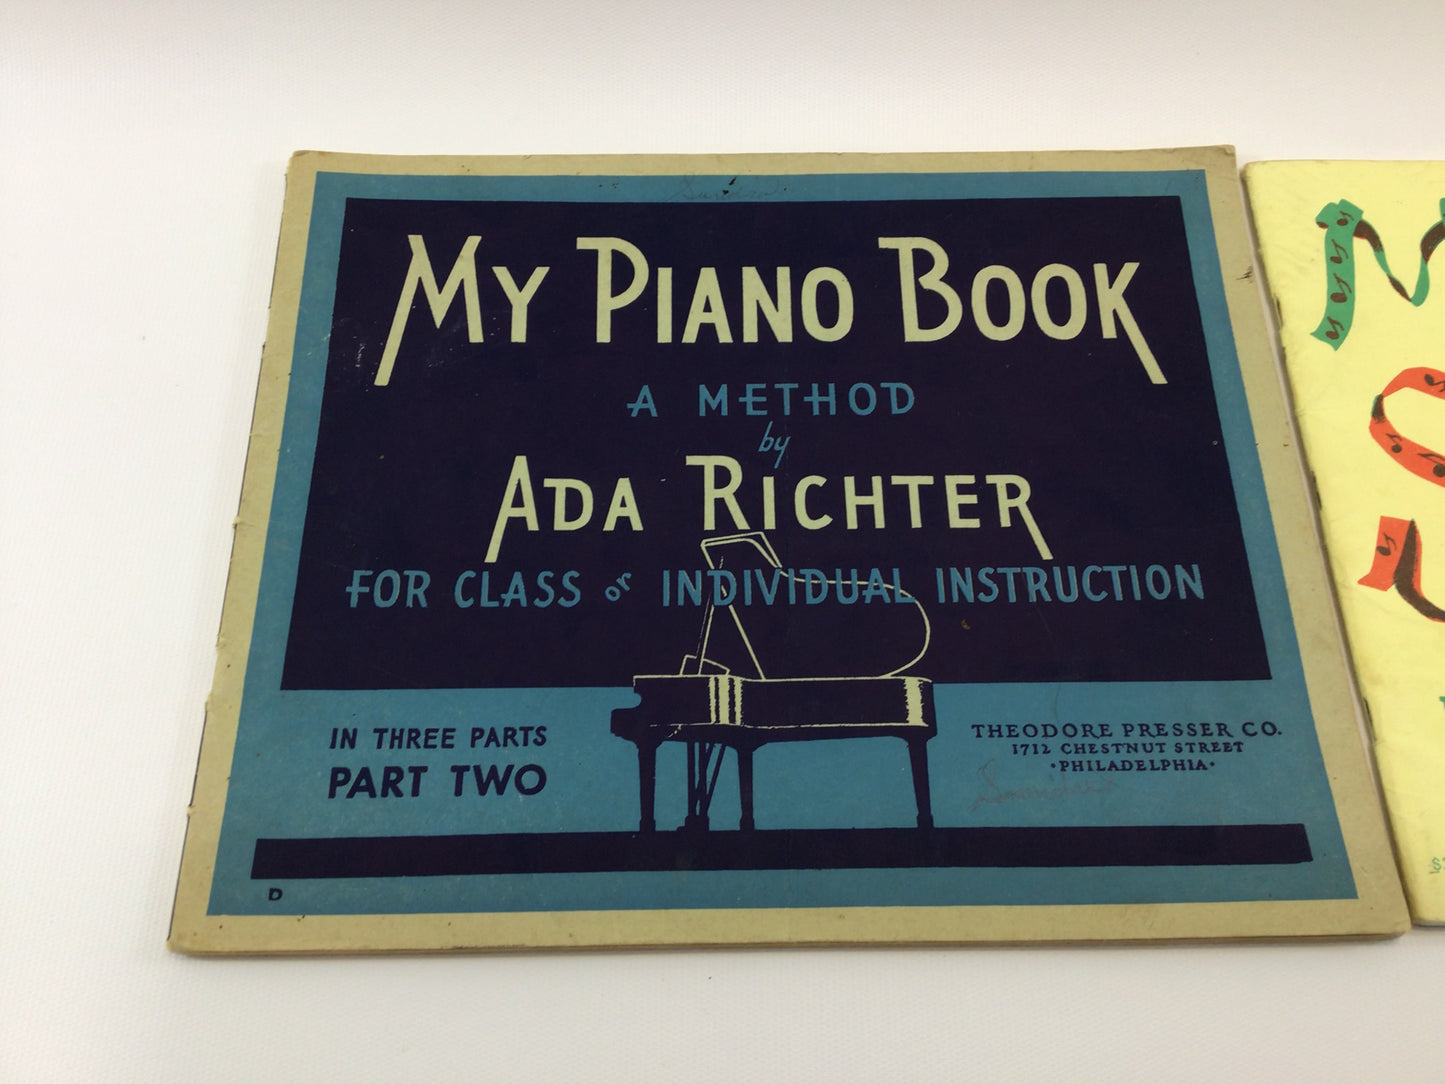 MY PIANO BOOK
A METHOD
by
ADA RICHTER
FOR CLASS or INDIVIDUAL INSTRUCTION
IN THREE PARTS
PART TWO
THEODORE PRESSER CO.
1712 CHESTNUT STREET
·PHILADELPHIA·
D